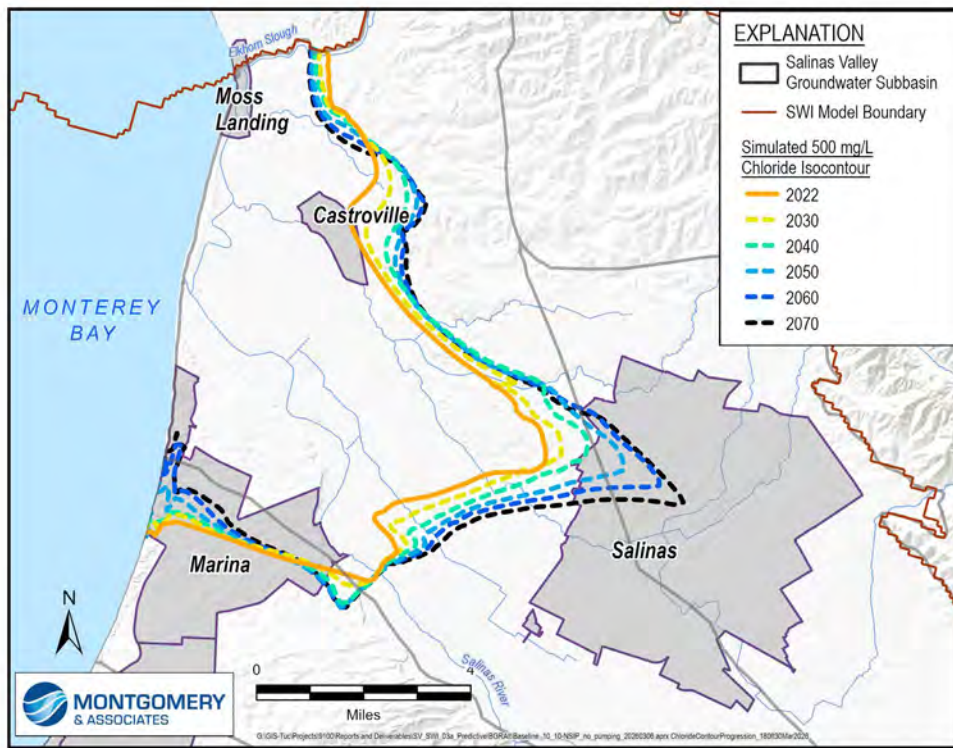 Elkhorn Slough
Moss
Landing
Castroville
MONTEREY
BAY
Marina
Salinas
Salinas River
N
0
4
Miles
MONTGOMERY
& ASSOCIATES
EXPLANATION
Salinas Valley
Groundwater Subbasin
SWI Model Boundary
Simulated 500 mg/L
Chloride Isocontour
2022
2030
2040
2050
2060
2070